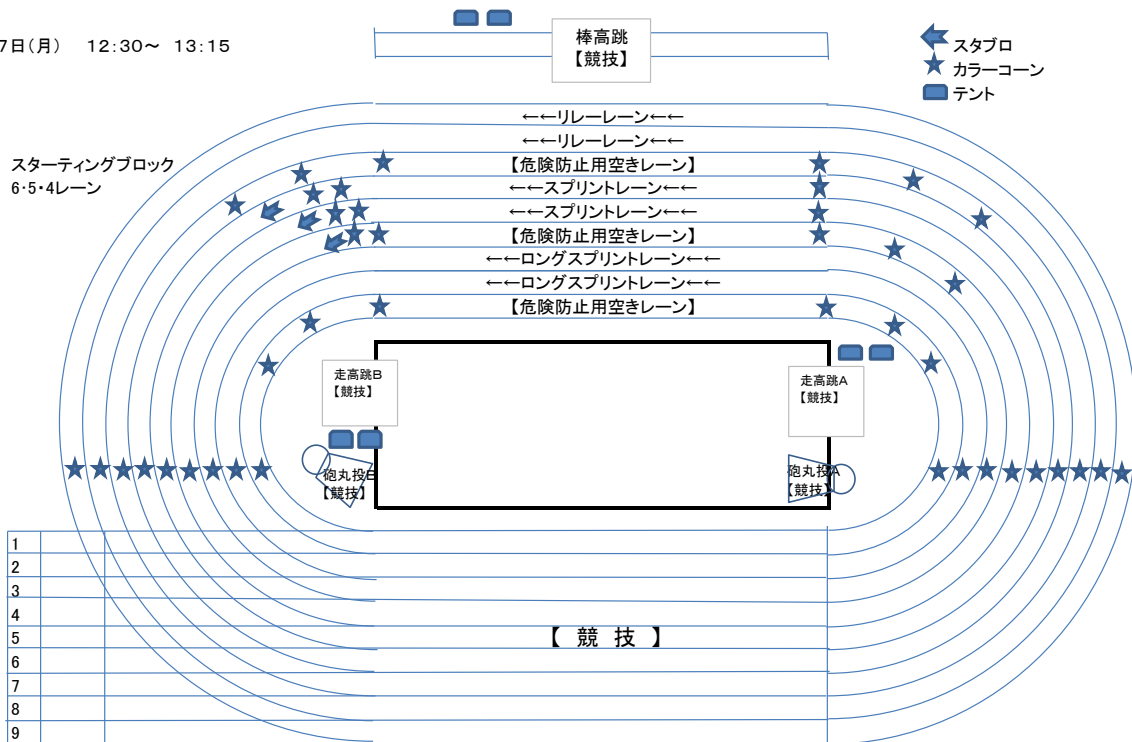 7日(月) 12:30～ 13:15
棒高跳
【競技】
スタブロ
カラーコーン
テント
スターティングブロック
6・5・4レーン
←←リレーレーン←←
←←リレーレーン←←
【危険防止用空きレーン】
←←スプリントレーン←←
←←スプリントレーン←←
【危険防止用空きレーン】
←←ロングスプリントレーン←←
←←ロングスプリントレーン←←
【危険防止用空きレーン】
走高跳B
【競技】
走高跳A
【競技】
砲丸投B
【競技】
砲丸投A
【競技】
1
2
3
4
5
6
7
8
9
【 競 技 】